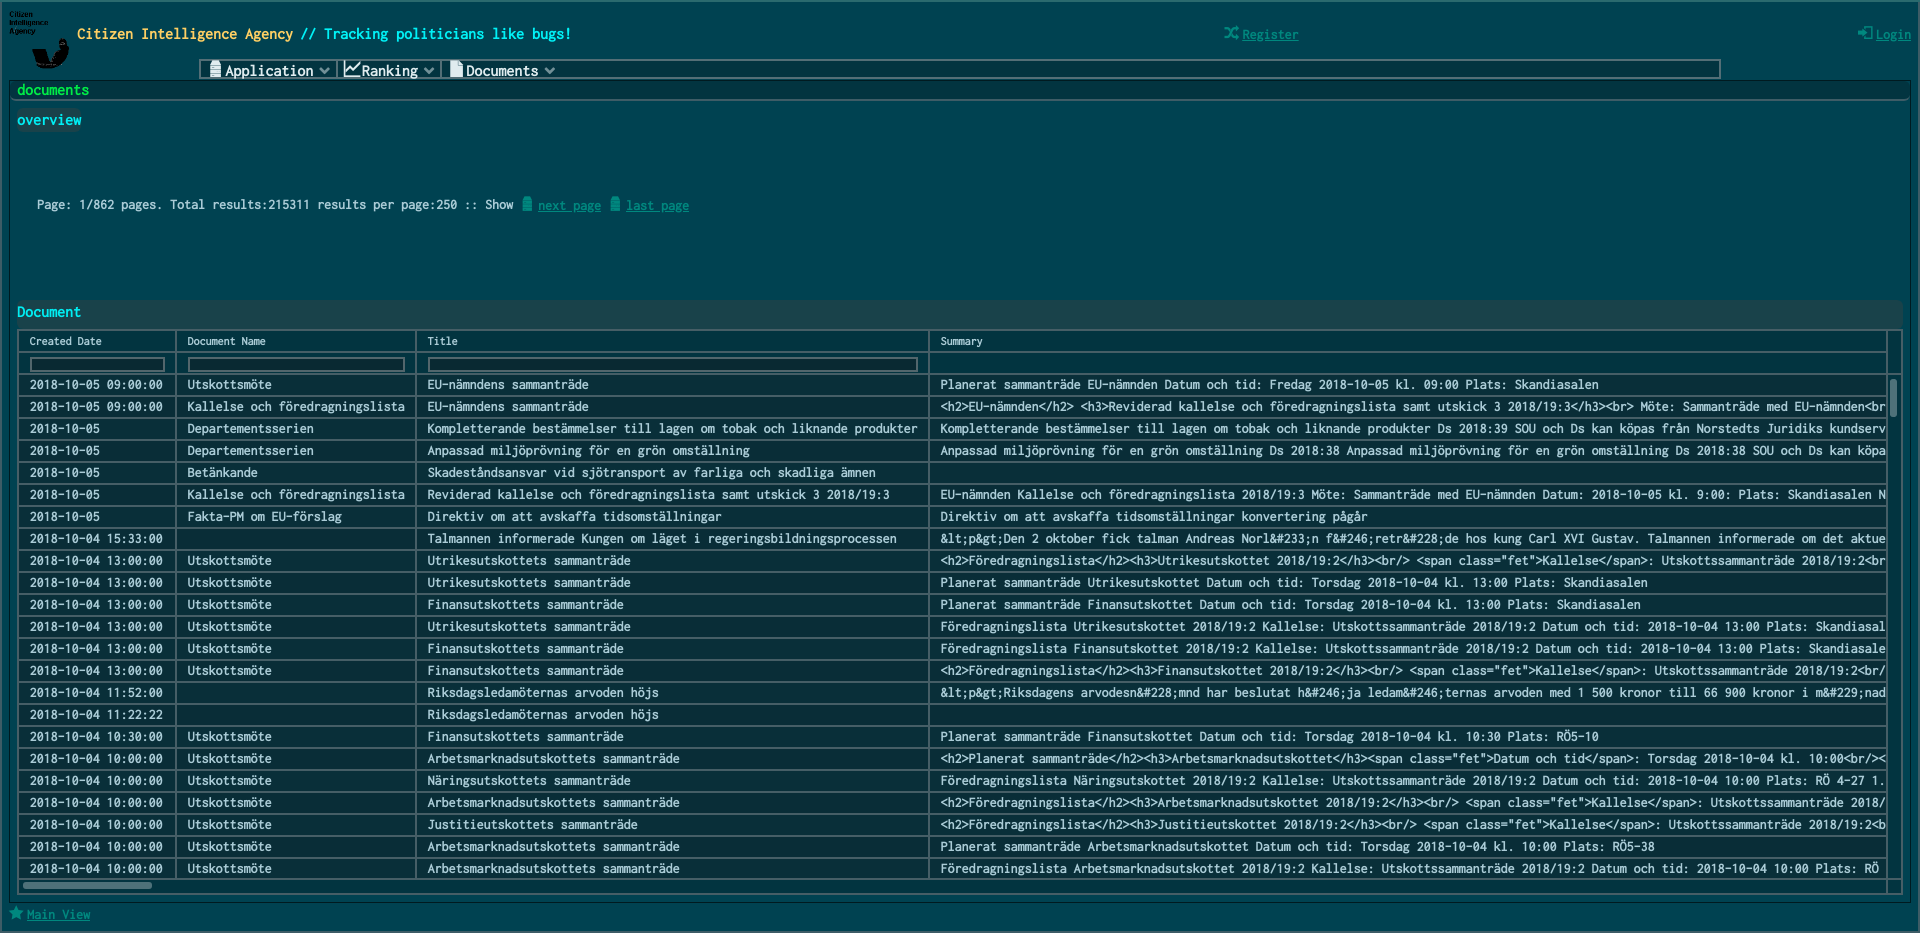 Citizen
Intelligence
Agency
Citizen Intelligence Agency // Tracking politicians like bugs!
Register
Login
Application Ranking Documents
documents
overview
Page: 1/862 pages. Total results:215311 results per page:250 :: Show next page last page
Document
Created Date Document Name Title Summary
2018-10-05 09:00:00 Utskottsmöte EU-nämndens sammanträde Planerat sammanträde EU-nämnden Datum och tid: Fredag 2018-10-05 kl. 09:00 Plats: Skandiasalen
2018-10-05 09:00:00 Kallelse och föredragningslista EU-nämndens sammanträde <h2>EU-nämnden</h2> <h3>Reviderad kallelse och föredragningslista samt utskick 3 2018/19:3</h3><br> Möte: Sammanträde med EU-nämnden<br
2018-10-05 Departementsserien Kompletterande bestämmelser till lagen om tobak och liknande produkter Kompletterande bestämmelser till lagen om tobak och liknande produkter Ds 2018:39 SOU och Ds kan köpas från Norstedts Juridiks kundserv
2018-10-05 Departementsserien Anpassad miljöprövning för en grön omställning Anpassad miljöprövning för en grön omställning Ds 2018:38 Anpassad miljöprövning för en grön omställning Ds 2018:38 SOU och Ds kan köpa
2018-10-05 Betänkande Skadeståndsansvar vid sjötransport av farliga och skadliga ämnen
2018-10-05 Kallelse och föredragningslista Reviderad kallelse och föredragningslista samt utskick 3 2018/19:3 EU-nämnden Kallelse och föredragningslista 2018/19:3 Möte: Sammanträde med EU-nämnden Datum: 2018-10-05 kl. 9:00: Plats: Skandiasalen N
2018-10-05 Fakta-PM om EU-förslag Direktiv om att avskaffa tidsomställningar Direktiv om att avskaffa tidsomställningar konvertering pågår
2018-10-04 15:33:00 Talmannen informerade Kungen om läget i regeringsbildningsprocessen &lt;p&gt;Den 2 oktober fick talman Andreas Norl&#233;n f&#246;retr&#228;de hos kung Carl XVI Gustav. Talmannen informerade om det aktue
2018-10-04 13:00:00 Utskottsmöte Utrikesutskottets sammanträde <h2>Föredragningslista</h2><h3>Utrikesutskottet 2018/19:2</h3><br/> <span class="fet">Kallelse</span>: Utskottssammanträde 2018/19:2<br
2018-10-04 13:00:00 Utskottsmöte Utrikesutskottets sammanträde Planerat sammanträde Utrikesutskottet Datum och tid: Torsdag 2018-10-04 kl. 13:00 Plats: Skandiasalen
2018-10-04 13:00:00 Utskottsmöte Finansutskottets sammanträde Planerat sammanträde Finansutskottet Datum och tid: Torsdag 2018-10-04 kl. 13:00 Plats: Skandiasalen
2018-10-04 13:00:00 Utskottsmöte Utrikesutskottets sammanträde Föredragningslista Utrikesutskottet 2018/19:2 Kallelse: Utskottssammanträde 2018/19:2 Datum och tid: 2018-10-04 13:00 Plats: Skandiasal
2018-10-04 13:00:00 Utskottsmöte Finansutskottets sammanträde Föredragningslista Finansutskottet 2018/19:2 Kallelse: Utskottssammanträde 2018/19:2 Datum och tid: 2018-10-04 13:00 Plats: Skandiasale
2018-10-04 13:00:00 Utskottsmöte Finansutskottets sammanträde <h2>Föredragningslista</h2><h3>Finansutskottet 2018/19:2</h3><br/> <span class="fet">Kallelse</span>: Utskottssammanträde 2018/19:2<br/
2018-10-04 11:52:00 Riksdagsledamöternas arvoden höjs &lt;p&gt;Riksdagens arvodesn&#228;mnd har beslutat h&#246;ja ledam&#246;ternas arvoden med 1 500 kronor till 66 900 kronor i m&#229;nad
2018-10-04 11:22:22 Riksdagsledamöternas arvoden höjs
2018-10-04 10:30:00 Utskottsmöte Finansutskottets sammanträde Planerat sammanträde Finansutskottet Datum och tid: Torsdag 2018-10-04 kl. 10:30 Plats: RÖ5-10
2018-10-04 10:00:00 Utskottsmöte Arbetsmarknadsutskottets sammanträde <h2>Planerat sammanträde</h2><h3>Arbetsmarknadsutskottet</h3><span class="fet">Datum och tid</span>: Torsdag 2018-10-04 kl. 10:00<br/><
2018-10-04 10:00:00 Utskottsmöte Näringsutskottets sammanträde Föredragningslista Näringsutskottet 2018/19:2 Kallelse: Utskottssammanträde 2018/19:2 Datum och tid: 2018-10-04 10:00 Plats: RÖ 4-27 1.
2018-10-04 10:00:00 Utskottsmöte Arbetsmarknadsutskottets sammanträde <h2>Föredragningslista</h2><h3>Arbetsmarknadsutskottet 2018/19:2</h3><br/> <span class="fet">Kallelse</span>: Utskottssammanträde 2018/
2018-10-04 10:00:00 Utskottsmöte Justitieutskottets sammanträde <h2>Föredragningslista</h2><h3>Justitieutskottet 2018/19:2</h3><br/> <span class="fet">Kallelse</span>: Utskottssammanträde 2018/19:2<b
2018-10-04 10:00:00 Utskottsmöte Arbetsmarknadsutskottets sammanträde Planerat sammanträde Arbetsmarknadsutskottet Datum och tid: Torsdag 2018-10-04 kl. 10:00 Plats: RÖ5-38
2018-10-04 10:00:00 Utskottsmöte Arbetsmarknadsutskottets sammanträde Föredragningslista Arbetsmarknadsutskottet 2018/19:2 Kallelse: Utskottssammanträde 2018/19:2 Datum och tid: 2018-10-04 10:00 Plats: RÖ
Main View